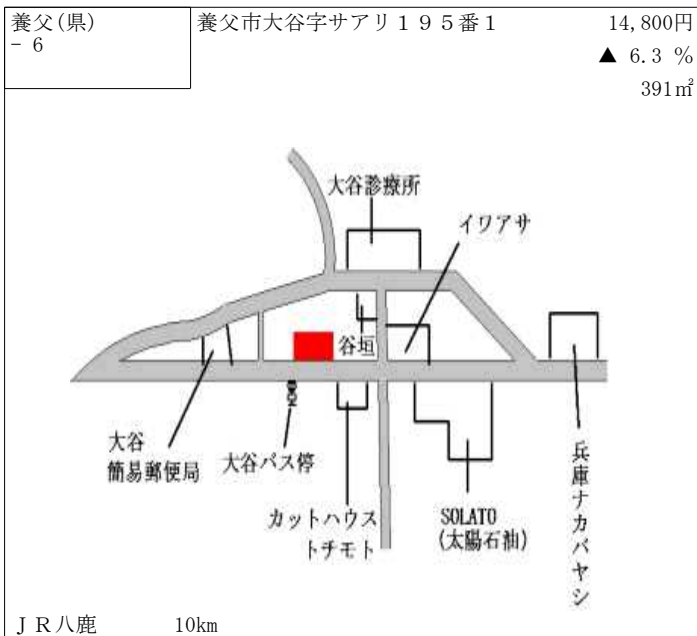 養父(県)
－ 6
養父市大谷字サアリ１９５番１
14,800円
▲ 6.3 %
391㎡
大谷診療所
イワアサ
谷垣
大谷
簡易郵便局
大谷バス停
カットハウス
トチモト
SOLATO
(太陽石油)
兵庫ナカバヤシ
ＪＲ八鹿 10km